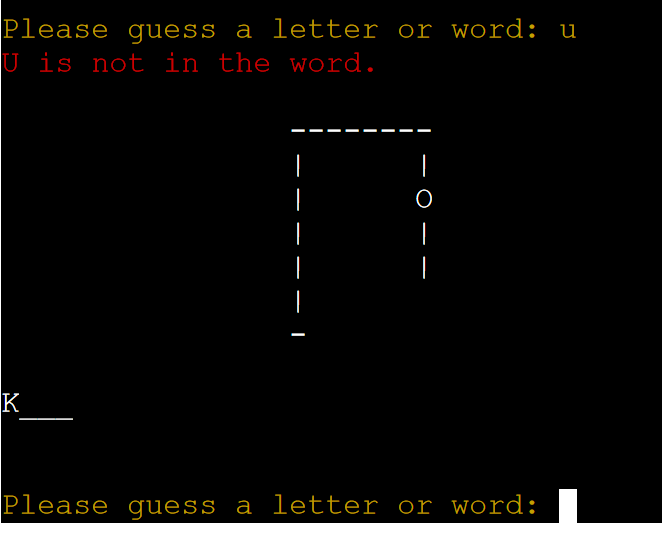 Please guess a letter or word: u
U is not in the word.
--------
|      |
|      O
|      |
|      |
|
-
K___
Please guess a letter or word: